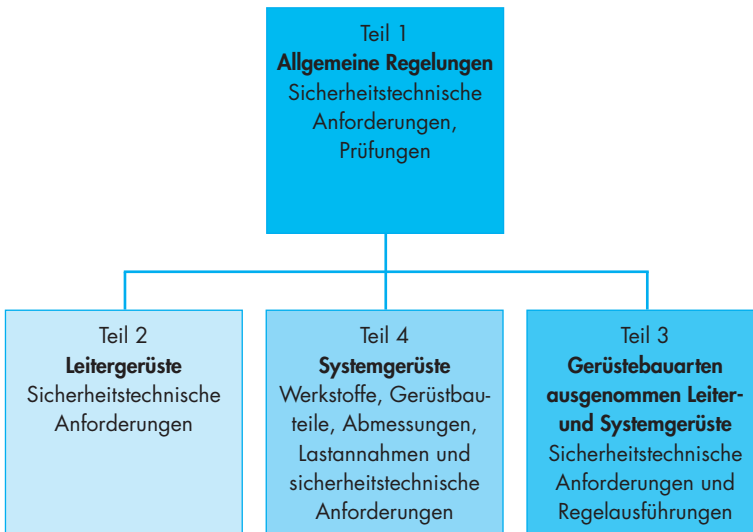 Teil 1
Allgemeine Regelungen
Sicherheitstechnische
Anforderungen,
Prüfungen
Teil 2
Leitergerüste
Sicherheitstechnische
Anforderungen
Teil 4
Systemgerüste
Werkstoffe, Gerüstbau-
teile, Abmessungen,
Lastannahmen und
sicherheitstechnische
Anforderungen
Teil 3
Gerüstebauarten
ausgenommen Leiter-
und Systemgerüste
Sicherheitstechnische
Anforderungen und
Regelausführungen